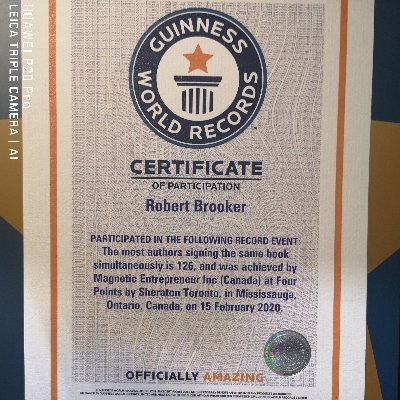 HUAWEI P20 Pro
LEICA TRIPLE CAMERA | AI
GUINNESS
WORLD RECORDS
CERTIFICATE
OF PARTICIPATION
Robert Brooker
PARTICIPATED IN THE FOLLOWING RECORD EVENT:
The most authors signing the same book
simultaneously is 126, and was achieved by
Magnetic Entrepreneur Inc (Canada) at Four
Points by Sheraton Toronto, in Mississauga,
Ontario, Canada, on 15 February 2020.
OFFICIALLY AMAZING